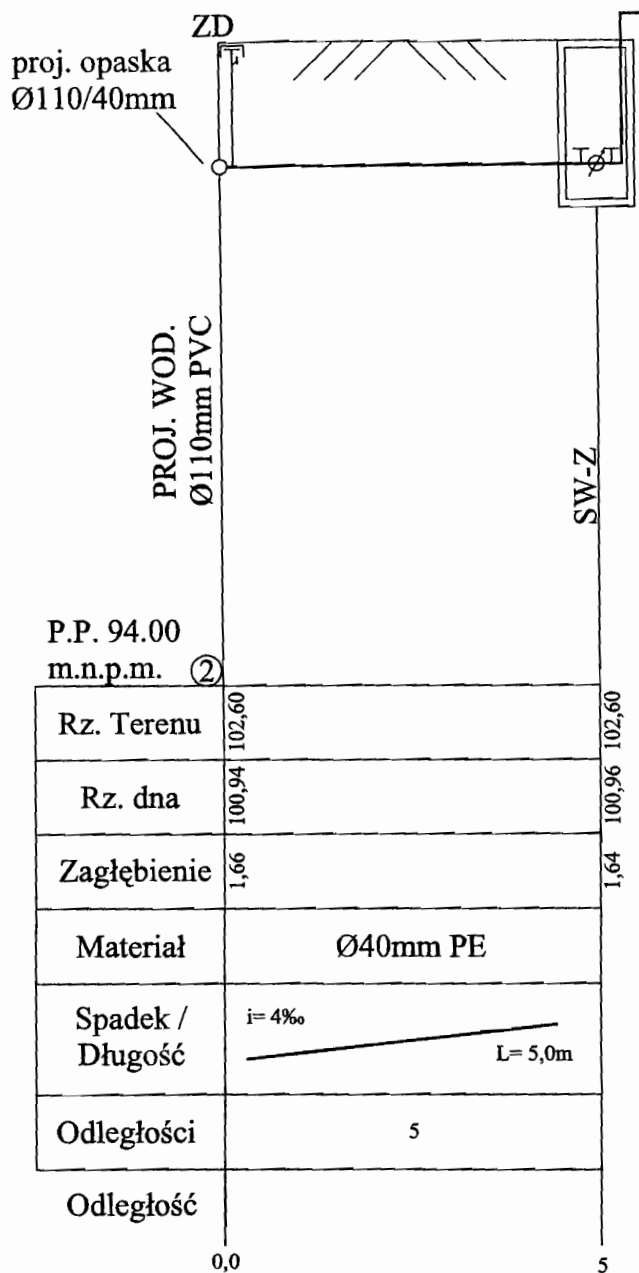 ZD
proj. opaska
Ø110/40mm
PROJ. WOD.
Ø110mm PVC
SW-Z
P.P. 94.00
m.n.p.m. 2
Rz. Terenu 102,60 102,60
Rz. dna 100,94 100,96
Zagłębienie 1,66 1,64
Materiał Ø40mm PE
Spadek /
Długość
i= 4‰
L= 5,0m
Odległości 5
Odległość
0,0 5